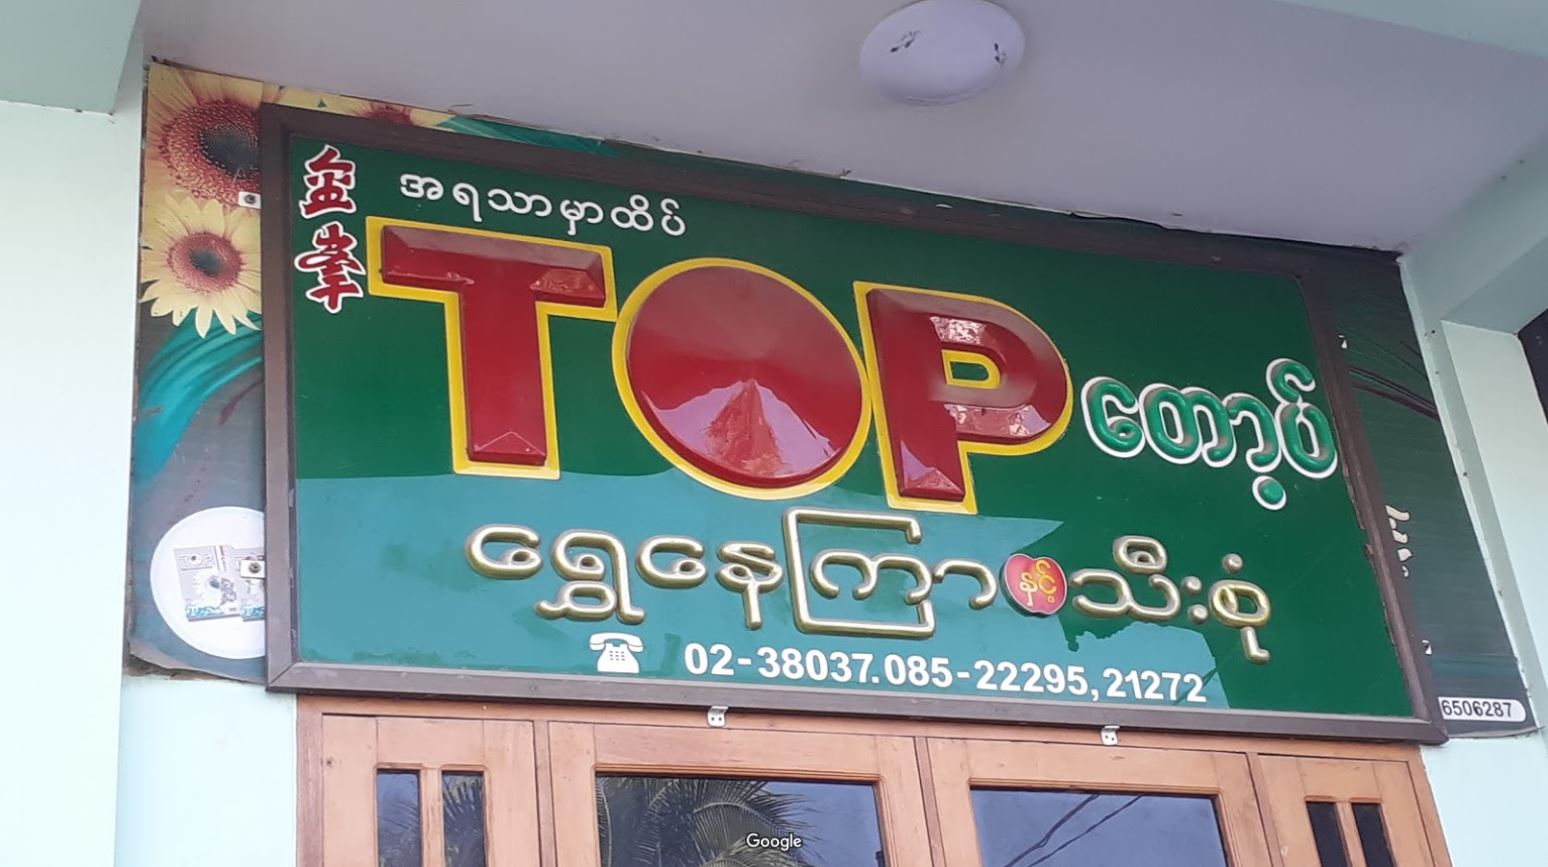 金峯
အရသာမှာထိပ်
TOP တော့ပ်
ရွှေနေကြာ နှင့် သီးစုံ
02-38037.085-22295,21272
6506287
Google